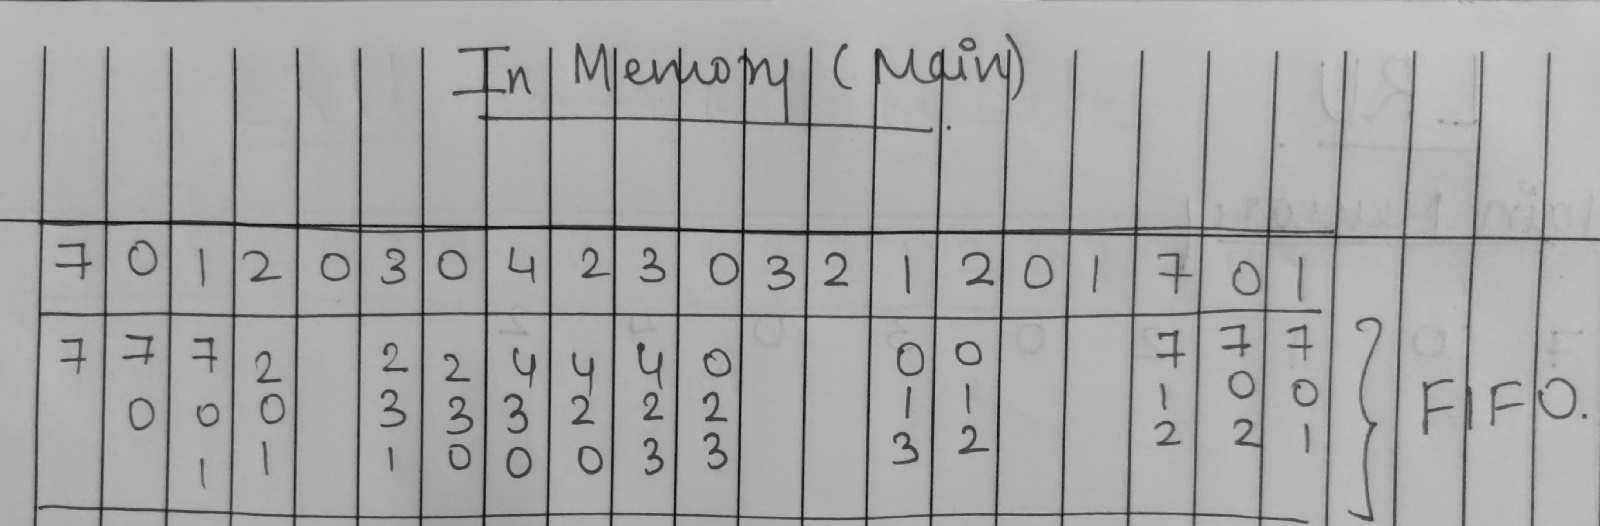 In Memory (Main)
7 0 1 2 0 3 0 4 2 3 0 3 2 1 2 0 1 7 0 1
7 7 7 2 2 2 4 4 4 0 0 0 7 7 7
0 0 0 3 3 3 2 2 2 1 1 1 0 0
1 1 1 0 0 0 3 3 3 2 2 2 1
FIFO.